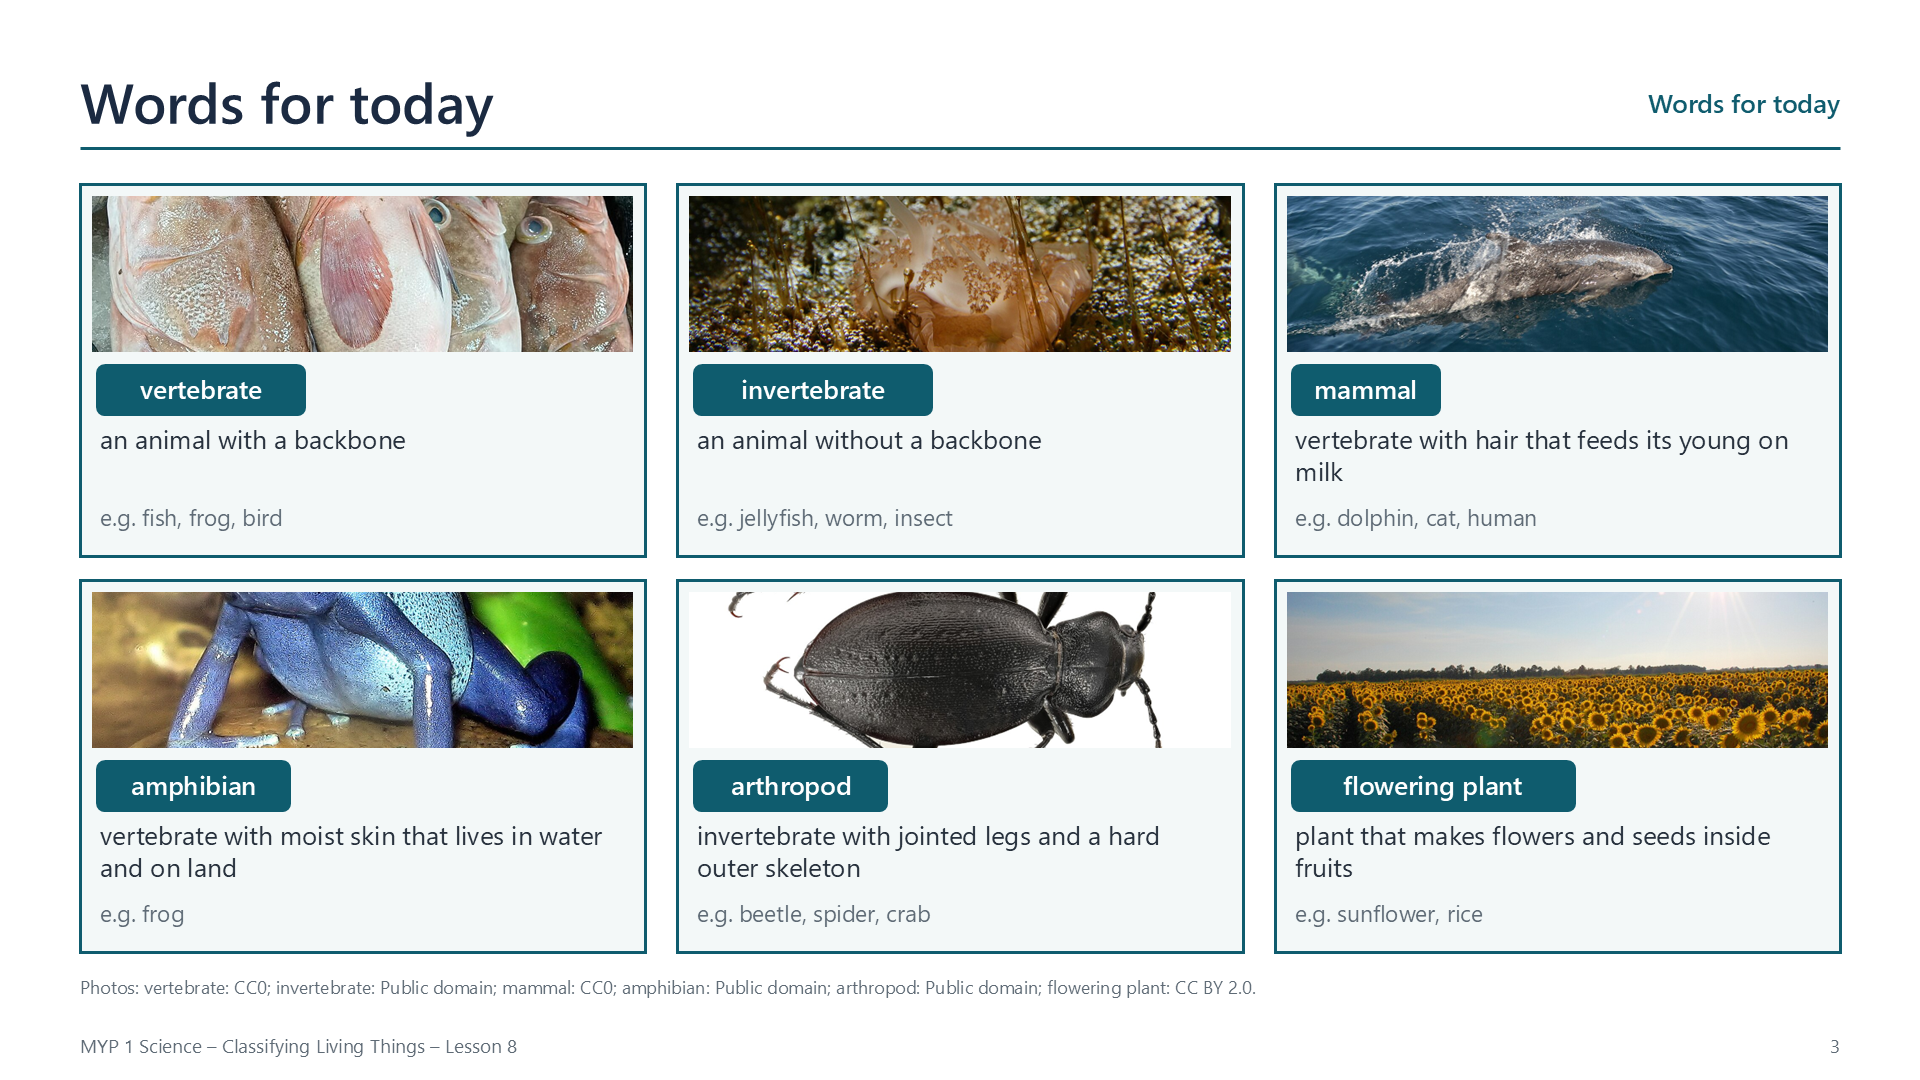 Words for today
Words for today
vertebrate
an animal with a backbone
e.g. fish, frog, bird
invertebrate
an animal without a backbone
e.g. jellyfish, worm, insect
mammal
vertebrate with hair that feeds its young on
milk
e.g. dolphin, cat, human
amphibian
vertebrate with moist skin that lives in water
and on land
e.g. frog
arthropod
invertebrate with jointed legs and a hard
outer skeleton
e.g. beetle, spider, crab
flowering plant
plant that makes flowers and seeds inside
fruits
e.g. sunflower, rice
Photos: vertebrate: CC0; invertebrate: Public domain; mammal: CC0; amphibian: Public domain; arthropod: Public domain; flowering plant: CC BY 2.0.
MYP 1 Science – Classifying Living Things – Lesson 8
3